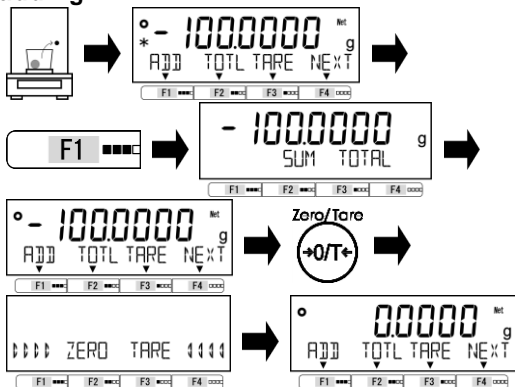 Net
* - 100.0000 g
ADD TOTL TARE NEXT
F1 F2 F3 F4
F1
- 100.0000 g
SUM TOTAL
F1 F2 F3 F4
Net
- 100.0000 g
ADD TOTL TARE NEXT
F1 F2 F3 F4
Zero/Tare
→0/T←
ZERO TARE
F1 F2 F3 F4
Net
0.0000 g
ADD TOTL TARE NEXT
F1 F2 F3 F4